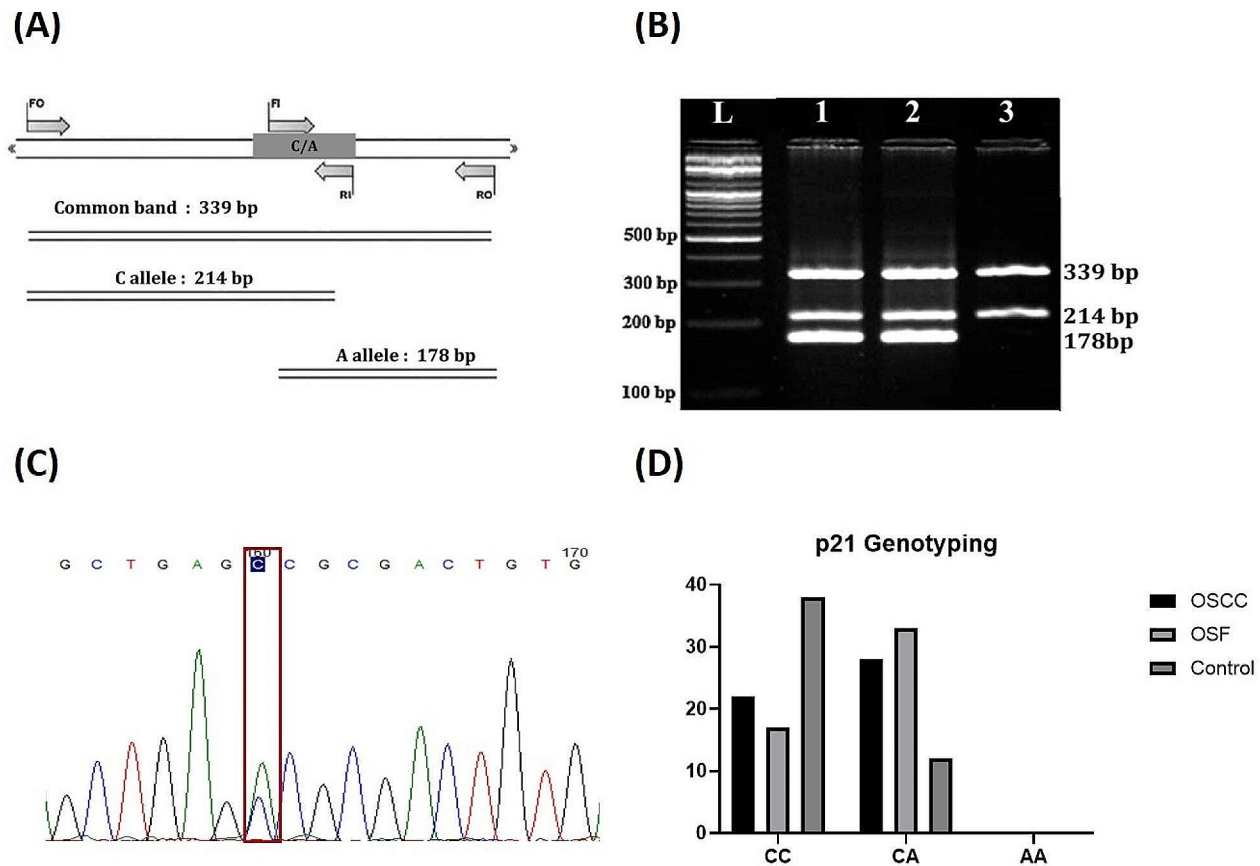 (A)
FO
FI
C/A
RI
RO
Common band : 339 bp
C allele : 214 bp
A allele : 178 bp
(B)
L 1 2 3
500 bp
300 bp
200 bp
100 bp
339 bp
214 bp
178bp
(C)
160 170
G C T G A G C C G C G A C T G T G
(D)
p21 Genotyping
40
30
20
10
0
CC CA AA
OSCC
OSF
Control